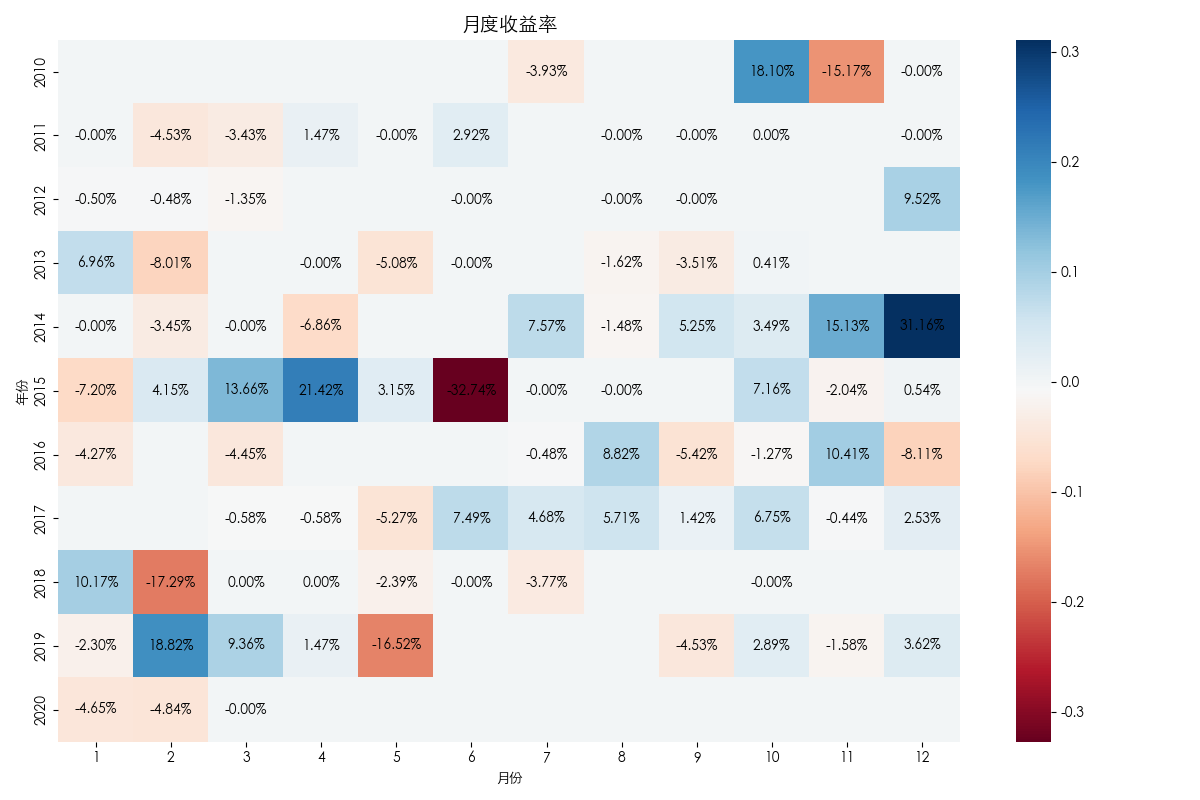 月度收益率
2010 -3.93% 18.10% -15.17% -0.00%
2011 -0.00% -4.53% -3.43% 1.47% -0.00% 2.92% -0.00% -0.00% 0.00% -0.00%
2012 -0.50% -0.48% -1.35% -0.00% -0.00% -0.00% 9.52%
2013 6.96% -8.01% -0.00% -5.08% -0.00% -1.62% -3.51% 0.41%
2014 -0.00% -3.45% -0.00% -6.86% 7.57% -1.48% 5.25% 3.49% 15.13% 31.16%
2015 -7.20% 4.15% 13.66% 21.42% 3.15% -32.74% -0.00% -0.00% 7.16% -2.04% 0.54%
2016 -4.27% -4.45% -0.48% 8.82% -5.42% -1.27% 10.41% -8.11%
2017 -0.58% -0.58% -5.27% 7.49% 4.68% 5.71% 1.42% 6.75% -0.44% 2.53%
2018 10.17% -17.29% 0.00% 0.00% -2.39% -0.00% -3.77% -0.00%
2019 -2.30% 18.82% 9.36% 1.47% -16.52% -4.53% 2.89% -1.58% 3.62%
2020 -4.65% -4.84% -0.00%
1 2 3 4 5 6 7 8 9 10 11 12
月份
年份
0.3
0.2
0.1
0.0
-0.1
-0.2
-0.3